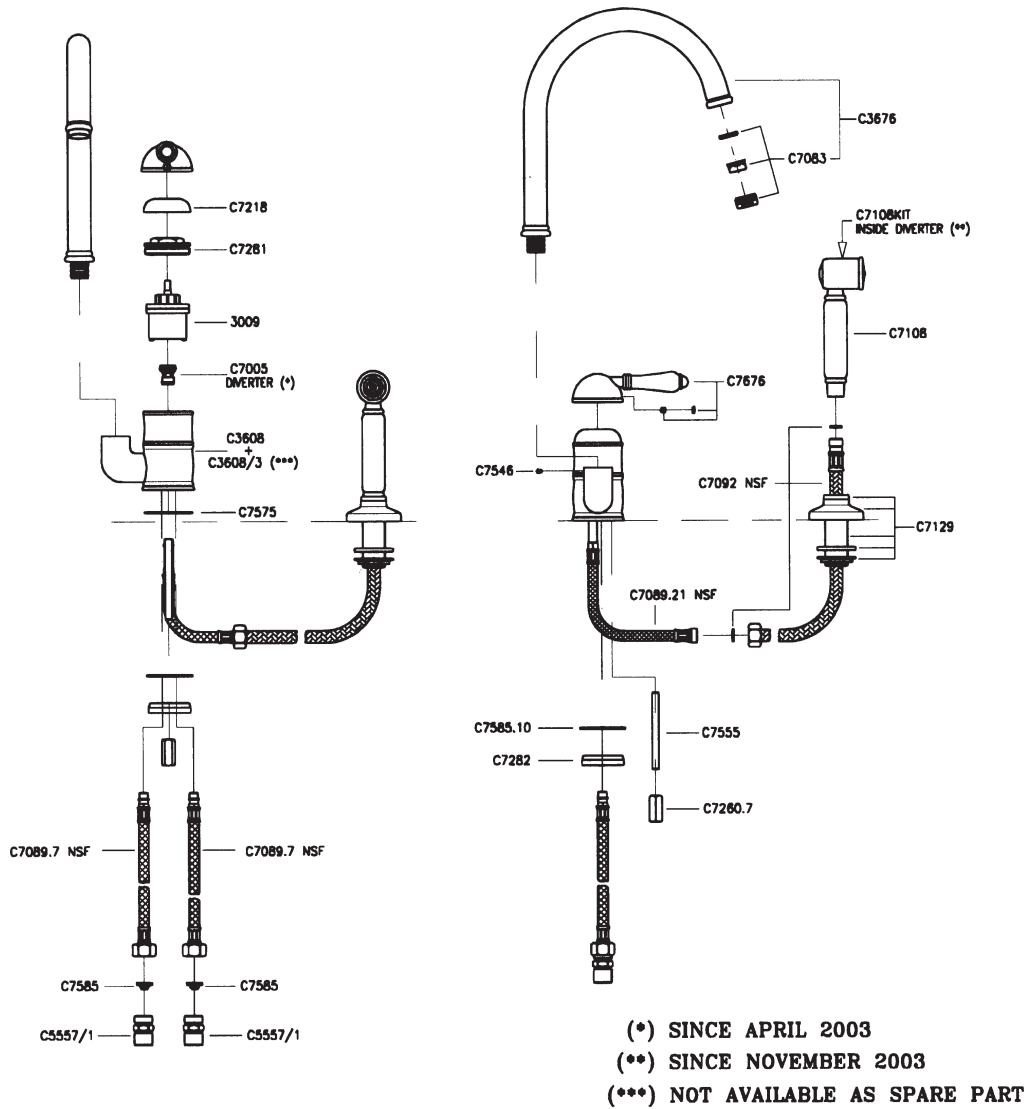 C3676
C7083
C7218
C7108KIT
INSIDE DIVERTER (**)
C7281
3009
C7108
C7005
DIVERTER (*)
C7676
C3608
+
C3608/3 (***)
C7546
C7092 NSF
C7575
C7129
C7089.21 NSF
C7585.10
C7555
C7282
C7260.7
C7089.7 NSF
C7089.7 NSF
C7585
C7585
C5557/1
C5557/1
(*) SINCE APRIL 2003
(**) SINCE NOVEMBER 2003
(***) NOT AVAILABLE AS SPARE PART